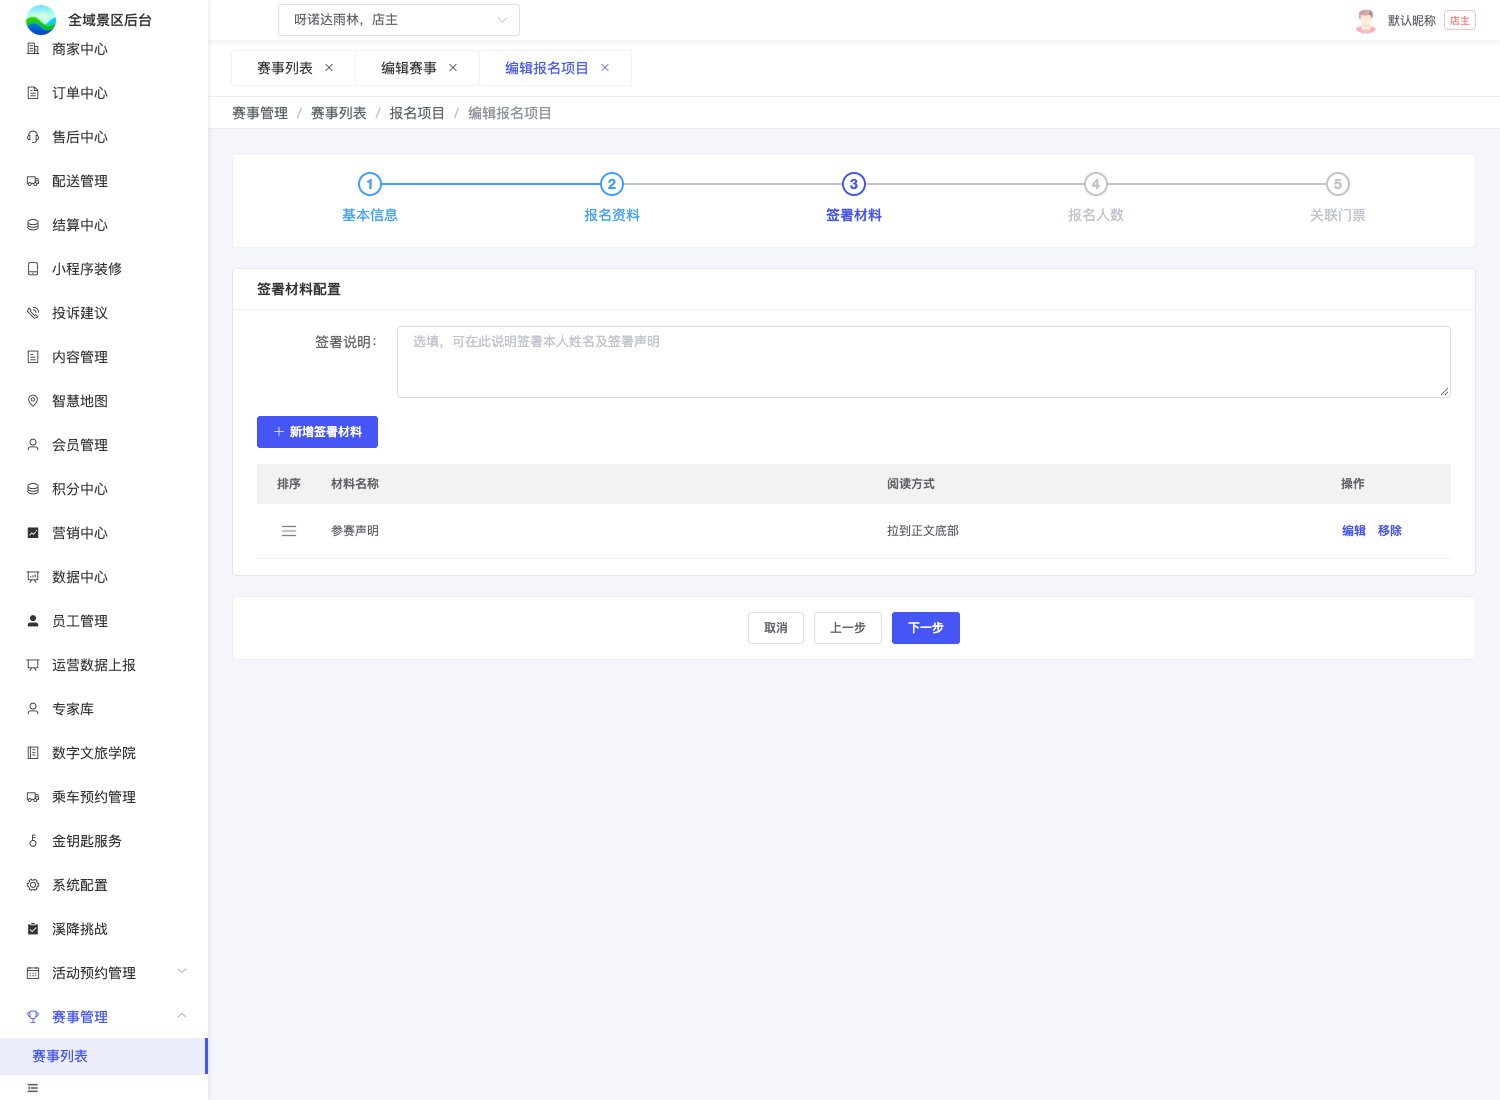 全域景区后台
商家中心
订单中心
售后中心
配送管理
结算中心
小程序装修
投诉建议
内容管理
智慧地图
会员管理
积分中心
营销中心
数据中心
员工管理
运营数据上报
专家库
数字文旅学院
乘车预约管理
金钥匙服务
系统配置
溪降挑战
活动预约管理
赛事管理
赛事列表
呀诺达雨林，店主
默认昵称 店主
赛事列表 × 编辑赛事 × 编辑报名项目 ×
赛事管理 / 赛事列表 / 报名项目 / 编辑报名项目
1 2 3 4 5
基本信息 报名资料 签署材料 报名人数 关联门票
签署材料配置
签署说明：
选填，可在此说明签署本人姓名及签署声明
+ 新增签署材料
排序 材料名称 阅读方式 操作
参赛声明 拉到正文底部 编辑 移除
取消 上一步 下一步